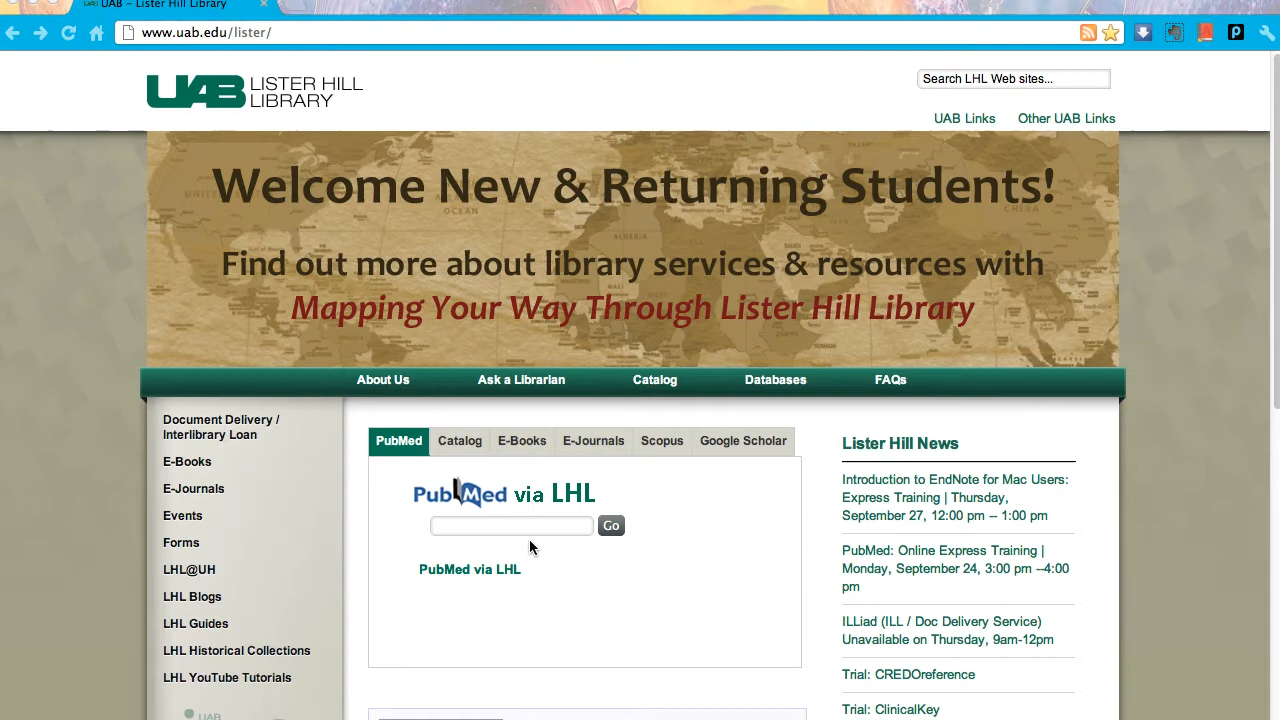 UAB – Lister Hill Library
www.uab.edu/lister/
UAB LISTER HILL
LIBRARY
Search LHL Web sites...
UAB Links Other UAB Links
Welcome New & Returning Students!
Find out more about library services & resources with
Mapping Your Way Through Lister Hill Library
About Us Ask a Librarian Catalog Databases FAQs
Document Delivery /
Interlibrary Loan
E-Books
E-Journals
Events
Forms
LHL@UH
LHL Blogs
LHL Guides
LHL Historical Collections
LHL YouTube Tutorials
UAB
PubMed Catalog E-Books E-Journals Scopus Google Scholar
PubMed via LHL
Go
PubMed via LHL
Lister Hill News
Introduction to EndNote for Mac Users:
Express Training | Thursday,
September 27, 12:00 pm -- 1:00 pm
PubMed: Online Express Training |
Monday, September 24, 3:00 pm --4:00
pm
ILLiad (ILL / Doc Delivery Service)
Unavailable on Thursday, 9am-12pm
Trial: CREDOreference
Trial: ClinicalKey